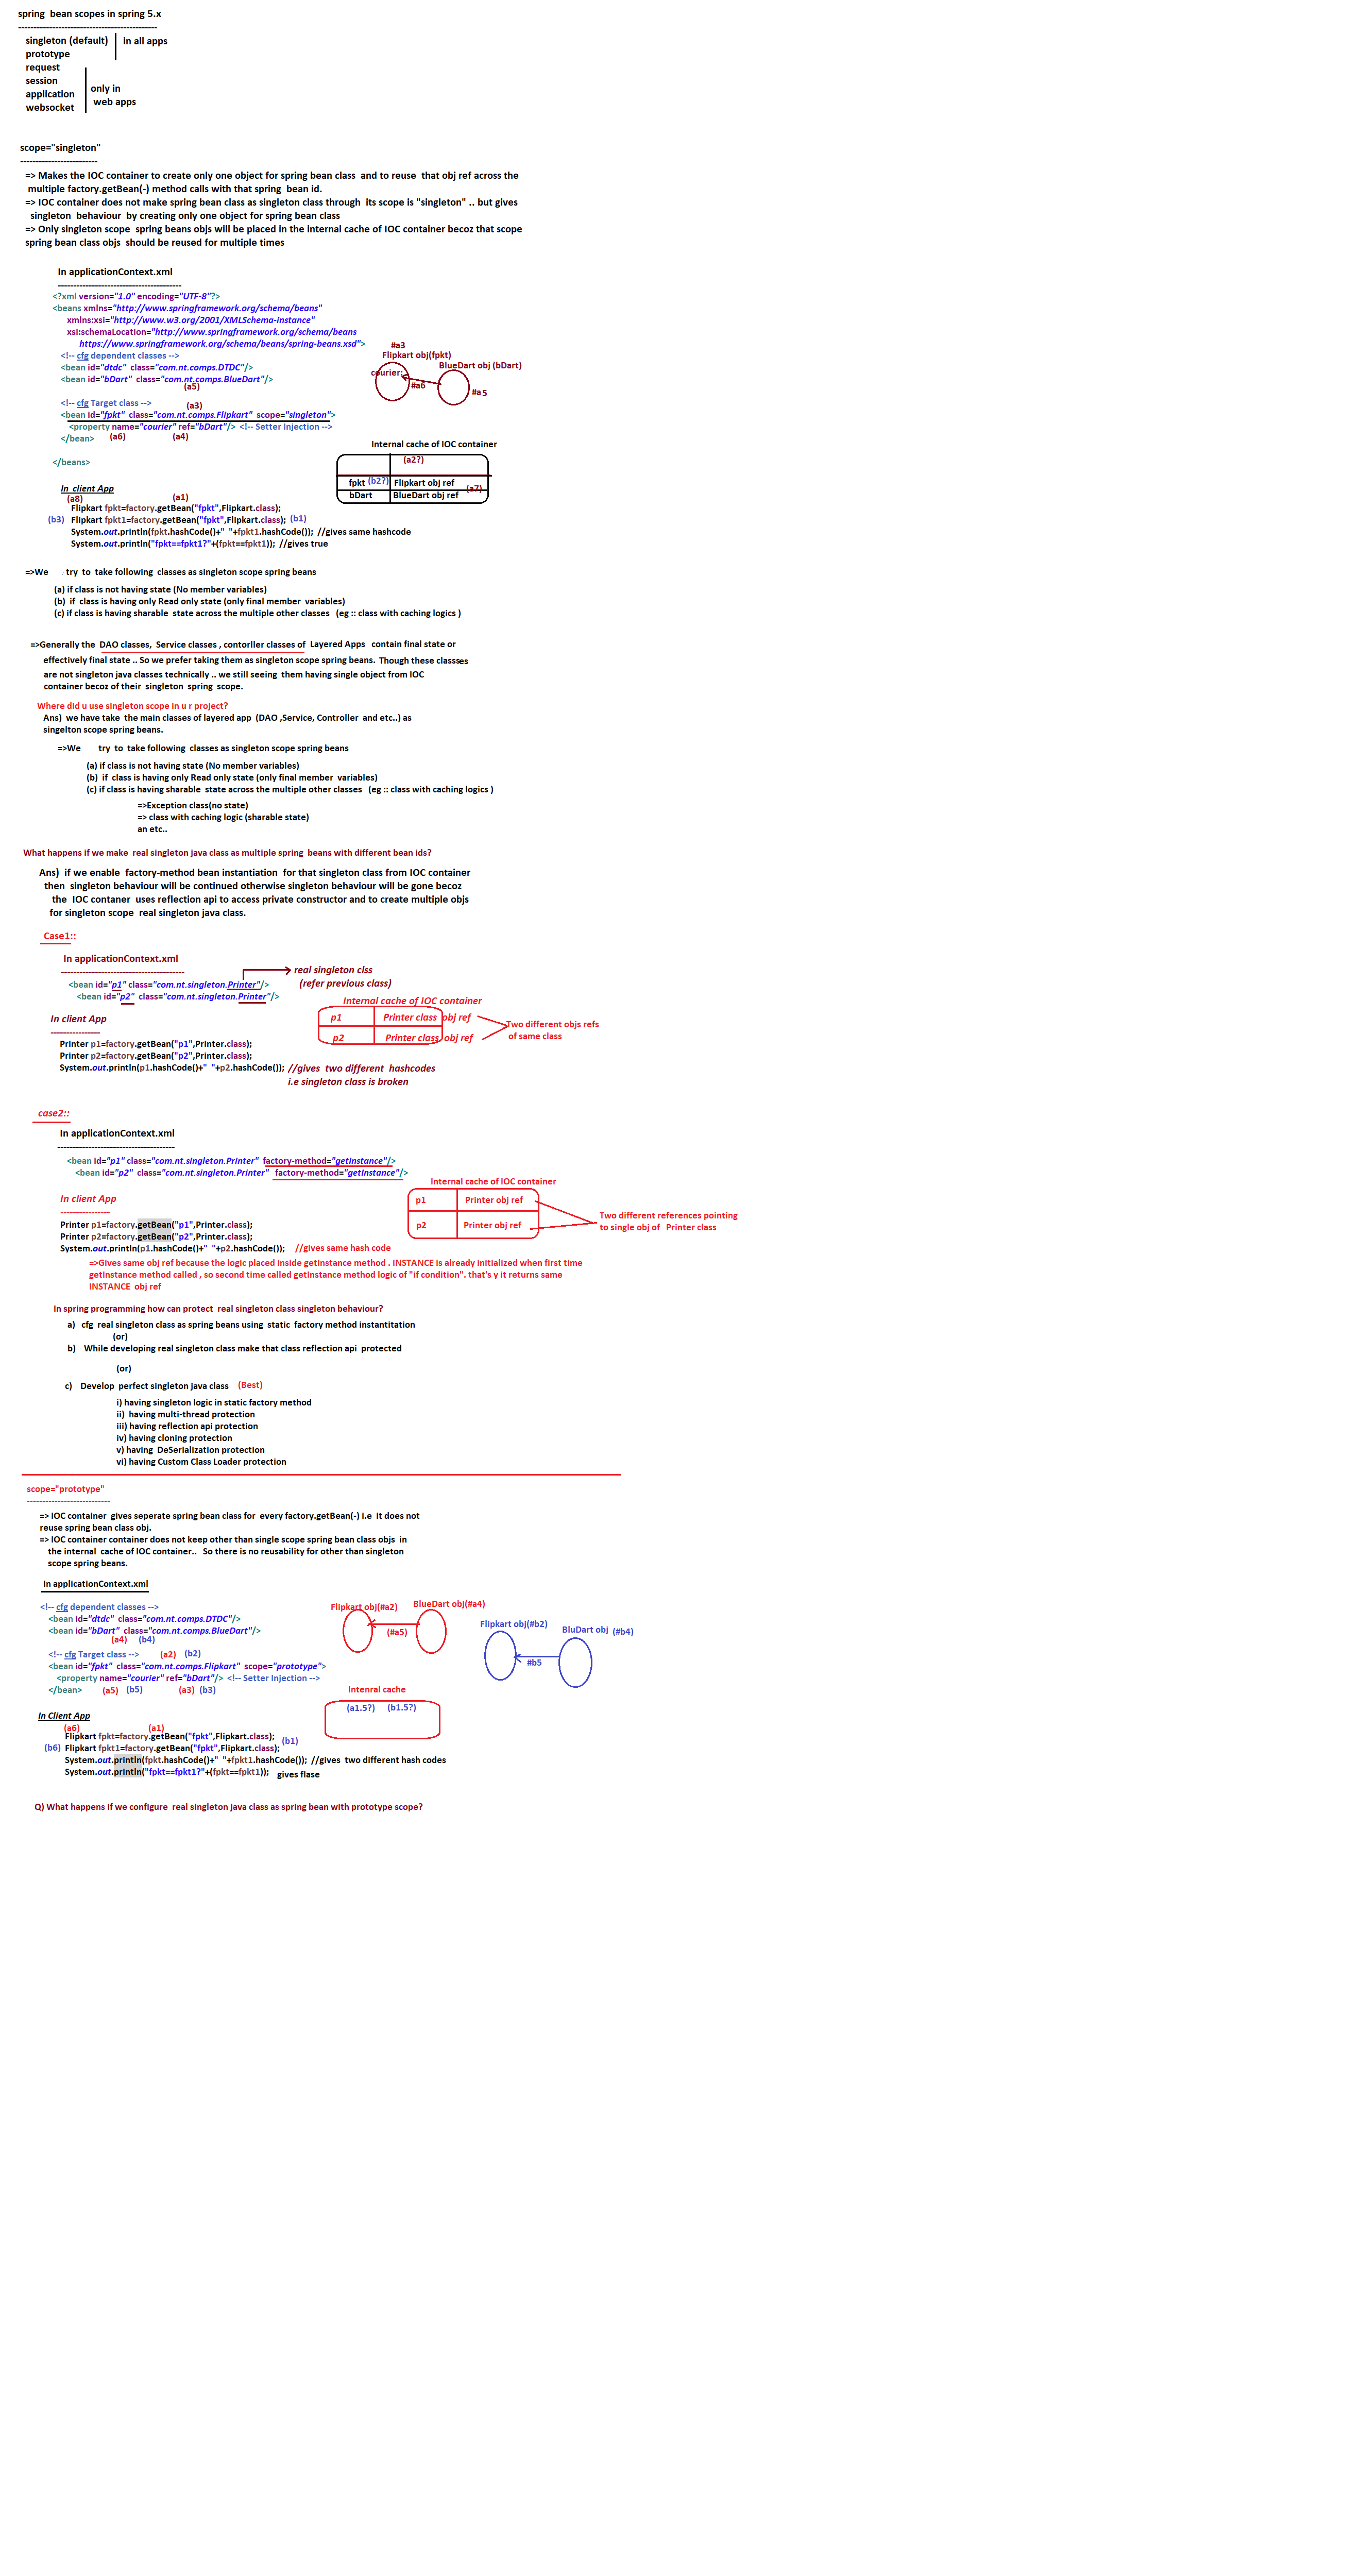 spring  bean scopes in spring 5.x
---------------------------------------------
singleton (default)
in all apps
prototype
request
session
only in
application
web apps
websocket
scope="singleton"
-------------------------
=> Makes the IOC container to create only one object for spring bean class  and to reuse  that obj ref across the
multiple factory.getBean(-) method calls with that spring  bean id.
=> IOC container does not make spring bean class as singleton class through  its scope is "singleton" .. but gives
singleton  behaviour  by creating only one object for spring bean class
=> Only singleton scope  spring beans objs will be placed in the internal cache of IOC container becoz that scope
spring bean class objs  should be reused for multiple times
In applicationContext.xml
----------------------------------------
<?xml version="1.0" encoding="UTF-8"?>
<beans xmlns="http://www.springframework.org/schema/beans"
xmlns:xsi="http://www.w3.org/2001/XMLSchema-instance"
xsi:schemaLocation="http://www.springframework.org/schema/beans
https://www.springframework.org/schema/beans/spring-beans.xsd">
<!-- cfg dependent classes -->
<bean id="dtdc"  class="com.nt.comps.DTDC"/>
<bean id="bDart"  class="com.nt.comps.BlueDart"/>
(a5)
<!-- cfg Target class -->
(a3)
<bean id="fpkt"  class="com.nt.comps.Flipkart"  scope="singleton">
<property name="courier" ref="bDart"/>  <!-- Setter Injection -->
</bean>
(a6)
(a4)
</beans>
#a3
Flipkart obj(fpkt)
BlueDart obj (bDart)
courier:
#a6
#a 5
Internal cache of IOC container
(a2?)
fpkt (b2?)
Flipkart obj ref
(a7)
bDart
BlueDart obj ref
In  client App
(a8)
(a1)
Flipkart fpkt=factory.getBean("fpkt",Flipkart.class);
(b3)
Flipkart fpkt1=factory.getBean("fpkt",Flipkart.class);
(b1)
System.out.println(fpkt.hashCode()+"  "+fpkt1.hashCode());  //gives same hashcode
System.out.println("fpkt==fpkt1?"+(fpkt==fpkt1));  //gives true
=>We       try  to  take following  classes as singleton scope spring beans
(a) if class is not having state (No member variables)
(b)  if  class is having only Read only state (only final member  variables)
(c) if class is having sharable  state across the multiple other classes   (eg :: class with caching logics )
=>Generally the  DAO classes,  Service classes , contorller classes of  Layered Apps   contain final state or
effectively final state .. So we prefer taking them as singleton scope spring beans.  Though these classses
are not singleton java classes technically .. we still seeing  them having single object from IOC
container becoz of their  singleton  spring  scope.
Where did u use singleton scope in u r project?
Ans)  we have take  the main classes of layered app  (DAO ,Service, Controller  and etc..) as
singelton scope spring beans.
=>We       try  to  take following  classes as singleton scope spring beans
(a) if class is not having state (No member variables)
(b)  if  class is having only Read only state (only final member  variables)
(c) if class is having sharable  state across the multiple other classes   (eg :: class with caching logics )
=>Exception class(no state)
=> class with caching logic (sharable state)
an etc..
What happens if we make  real singleton java class as multiple spring  beans with different bean ids?
Ans)  if we enable  factory-method bean instantiation  for that singleton class from IOC container
then  singleton behaviour will be continued otherwise singleton behaviour will be gone becoz
the  IOC contaner  uses reflection api to access private constructor and to create multiple objs
for singleton scope  real singleton java class.
Case1::
In applicationContext.xml
----------------------------------------
real singleton clss
(refer previous class)
<bean id="p1" class="com.nt.singleton.Printer"/>
<bean id="p2"  class="com.nt.singleton.Printer"/>
Internal cache of IOC container
p1
Printer class obj ref
p2
Printer class  obj ref
Two different objs refs
of same class
In client App
----------------
Printer p1=factory.getBean("p1",Printer.class);
Printer p2=factory.getBean("p2",Printer.class);
System.out.println(p1.hashCode()+"  "+p2.hashCode());  //gives  two different  hashcodes
i.e singleton class is broken
case2::
In applicationContext.xml
--------------------------------------
<bean id="p1" class="com.nt.singleton.Printer"  factory-method="getInstance"/>
<bean id="p2"  class="com.nt.singleton.Printer"   factory-method="getInstance"/>
Internal cache of IOC container
p1
Printer obj ref
p2
Printer obj ref
Two different references pointing
to single obj of   Printer class
In client App
----------------
Printer p1=factory.getBean("p1",Printer.class);
Printer p2=factory.getBean("p2",Printer.class);
System.out.println(p1.hashCode()+"  "+p2.hashCode());    //gives same hash code
=>Gives same obj ref because the logic placed inside getInstance method . INSTANCE is already initialized when first time
getInstance method called , so second time called getInstance method logic of "if condition". that's y it returns same
INSTANCE  obj ref
In spring programming how can protect  real singleton class singleton behaviour?
a)   cfg  real singleton class as spring beans using  static  factory method instantitation
(or)
b)    While developing real singleton class make that class reflection api  protected
(or)
c)    Develop  perfect singleton java class    (Best)
i) having singleton logic in static factory method
ii)  having multi-thread protection
iii) having reflection api protection
iv) having cloning protection
v) having  DeSerialization protection
vi) having Custom Class Loader protection
scope="prototype"
---------------------------
=> IOC container  gives seperate spring bean class for  every factory.getBean(-) i.e  it does not
reuse spring bean class obj.
=> IOC container container does not keep other than single scope spring bean class objs  in
the internal  cache of IOC container..   So there is no reusability for other than singleton
scope spring beans.
In applicationContext.xml
<!-- cfg dependent classes -->
<bean id="dtdc"  class="com.nt.comps.DTDC"/>
<bean id="bDart"  class="com.nt.comps.BlueDart"/>
(a4)
(b4)
<!-- cfg Target class -->
(a2)
(b2)
<bean id="fpkt"  class="com.nt.comps.Flipkart"  scope="prototype">
<property name="courier" ref="bDart"/>  <!-- Setter Injection -->
</bean>
(a5)
(b5)
(a3)
(b3)
Flipkart obj(#a2)
BlueDart obj(#a4)
(#a5)
Flipkart obj(#b2)
BluDart obj  (#b4)
#b5
Intenral cache
(a1.5?)
(b1.5?)
In Client App
(a6)
(a1)
Flipkart fpkt=factory.getBean("fpkt",Flipkart.class);
(b1)
(b6)
Flipkart fpkt1=factory.getBean("fpkt",Flipkart.class);
System.out.println(fpkt.hashCode()+"  "+fpkt1.hashCode());  //gives  two different hash codes
System.out.println("fpkt==fpkt1?"+(fpkt==fpkt1));    gives flase
Q) What happens if we configure  real singleton java class as spring bean with prototype scope?